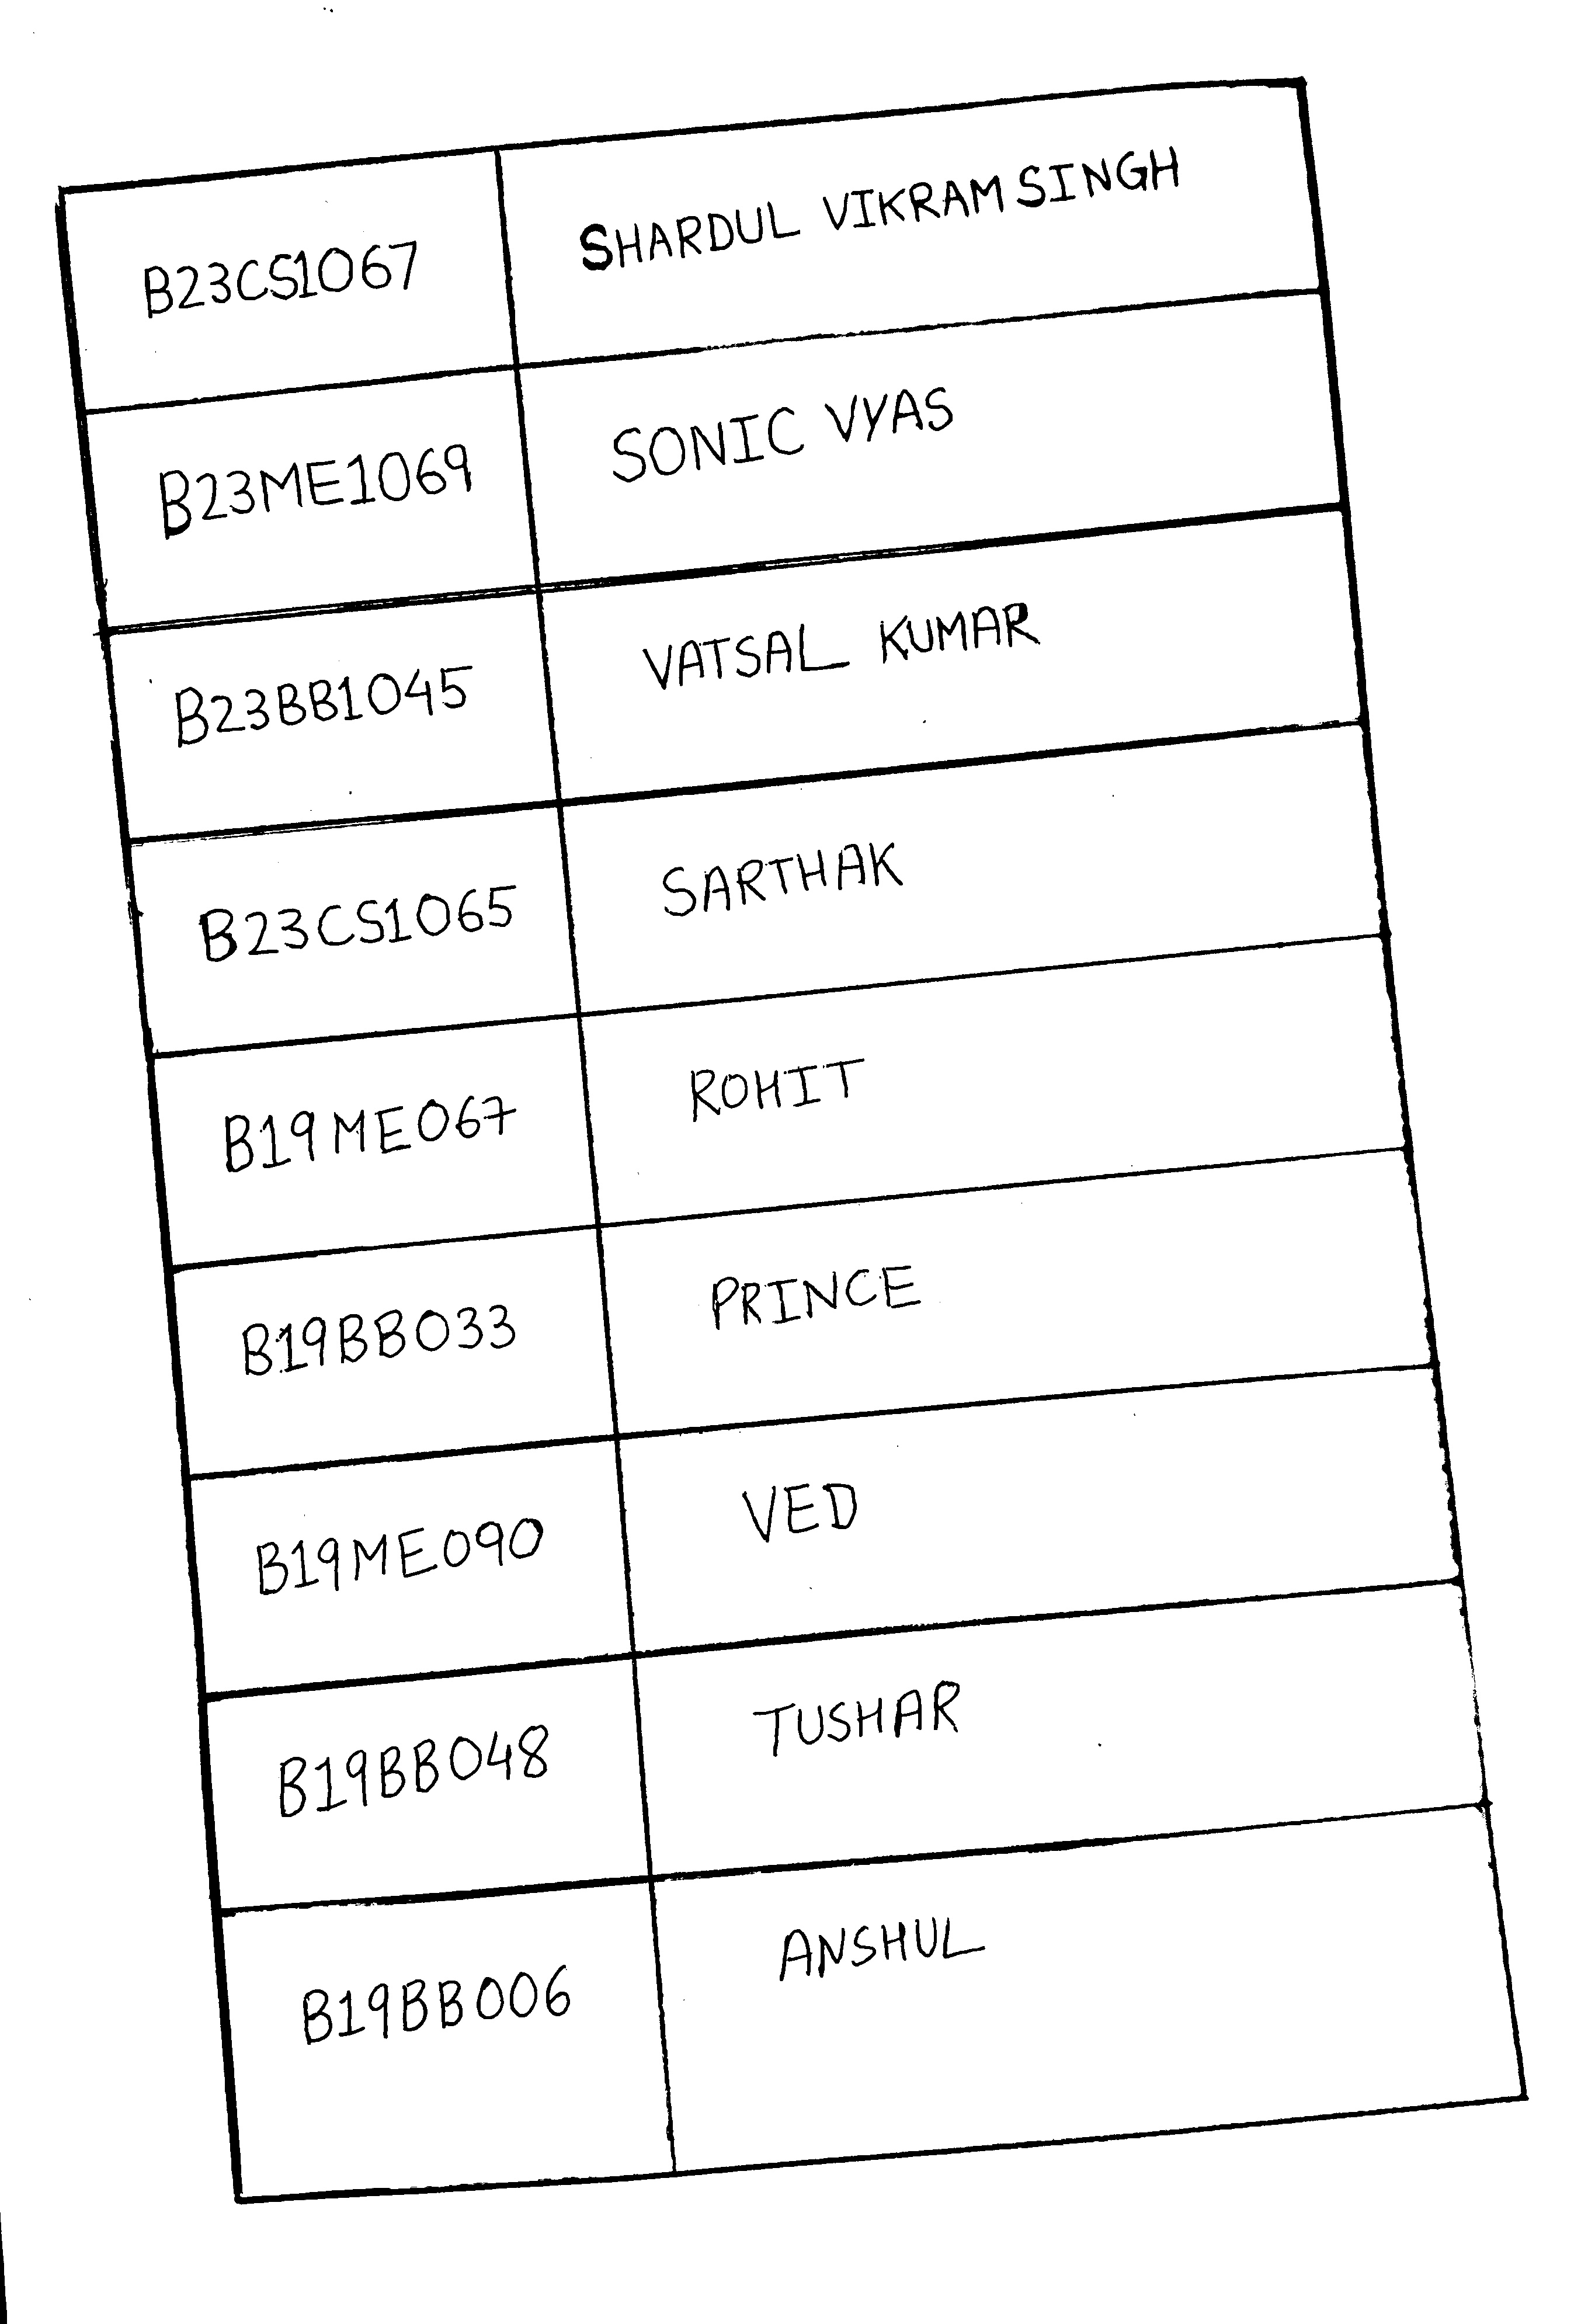 B23CS1067 SHARDUL VIKRAM SINGH
B23ME1069 SONIC VYAS
B23BB1045 VATSAL KUMAR
B23CS1065 SARTHAK
B19ME067 ROHIT
B19BB033 PRINCE
B19ME090 VED
B19BB048 TUSHAR
B19BB006 ANSHUL